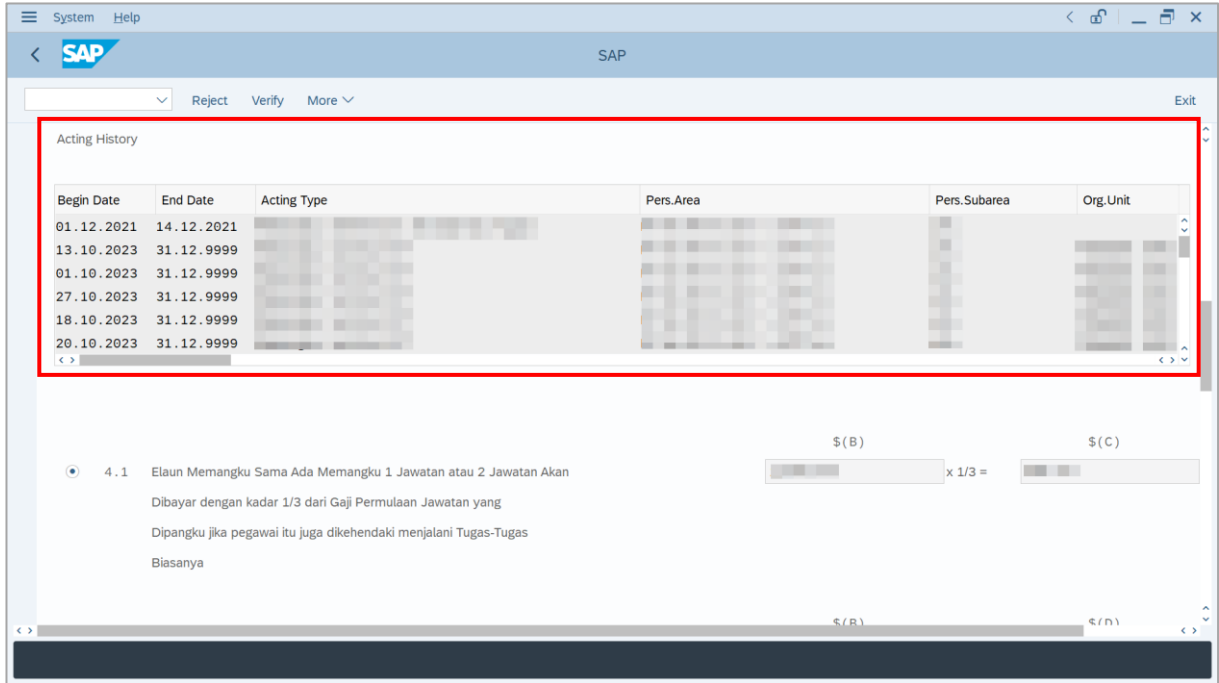 System Help
SAP
SAP
Reject Verify More Exit
Acting History
Begin Date End Date Acting Type Pers.Area Pers.Subarea Org.Unit
01.12.2021 14.12.2021
13.10.2023 31.12.9999
01.10.2023 31.12.9999
27.10.2023 31.12.9999
18.10.2023 31.12.9999
20.10.2023 31.12.9999
$(B) $(C)
4.1 Elaun Memangku Sama Ada Memangku 1 Jawatan atau 2 Jawatan Akan x 1/3 =
Dibayar dengan kadar 1/3 dari Gaji Permulaan Jawatan yang
Dipangku jika pegawai itu juga dikehendaki menjalani Tugas-Tugas
Biasanya
$(B) $(D)